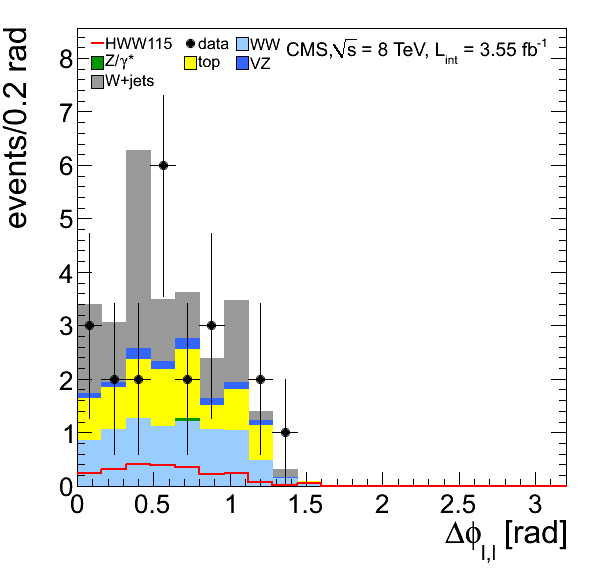 HWW115 data WW
Z/γ* top VZ
W+jets
CMS,√s = 8 TeV, L_int = 3.55 fb⁻¹
events/0.2 rad
8
7
6
5
4
3
2
1
0
0 0.5 1 1.5 2 2.5 3
Δϕ_l,l [rad]